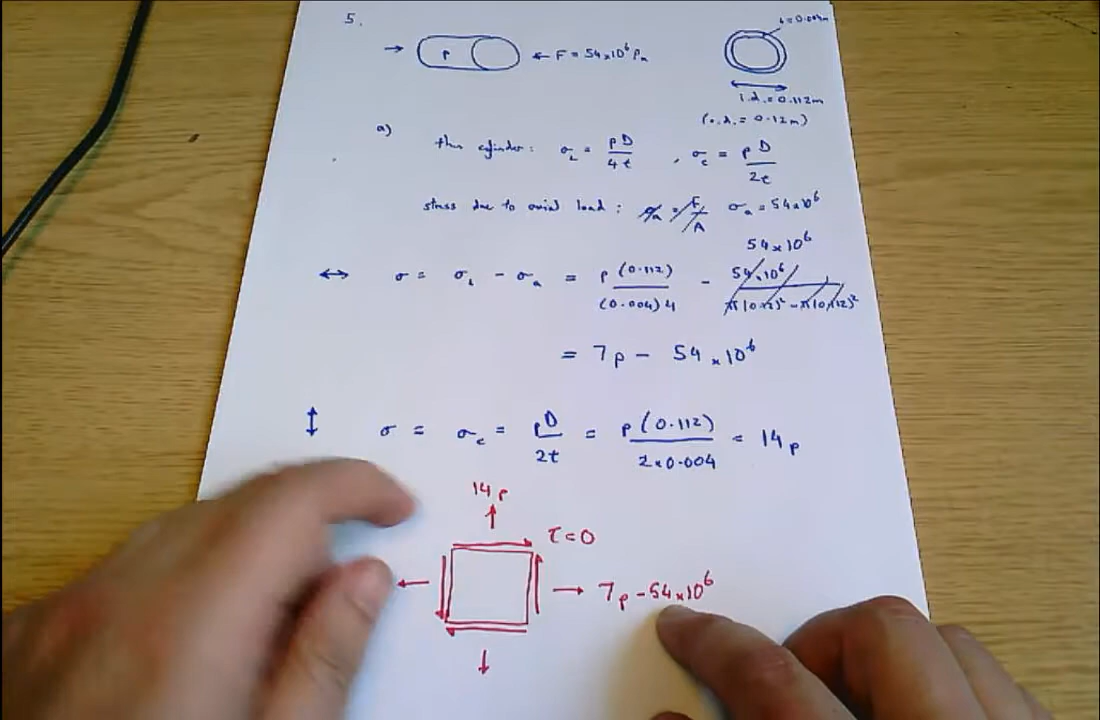 5.
t = 0.004m
p ← F = 54×10⁶ Pa
i.d. = 0.112m
(o.d. = 0.12m)
a) thin cylinder: σL = pD/4t , σc = pD/2t
stress due to axial load: σa = F/A σa = 54×10⁶
54×10⁶
↔ σ = σL - σa = p(0.112)/(0.004)4 - 54×10⁶/π(0.12)²-π(0.112)²
= 7p - 54×10⁶
↕ σ = σc = pD/2t = p(0.112)/2×0.004 = 14p
14p
τ=0
7p-54×10⁶